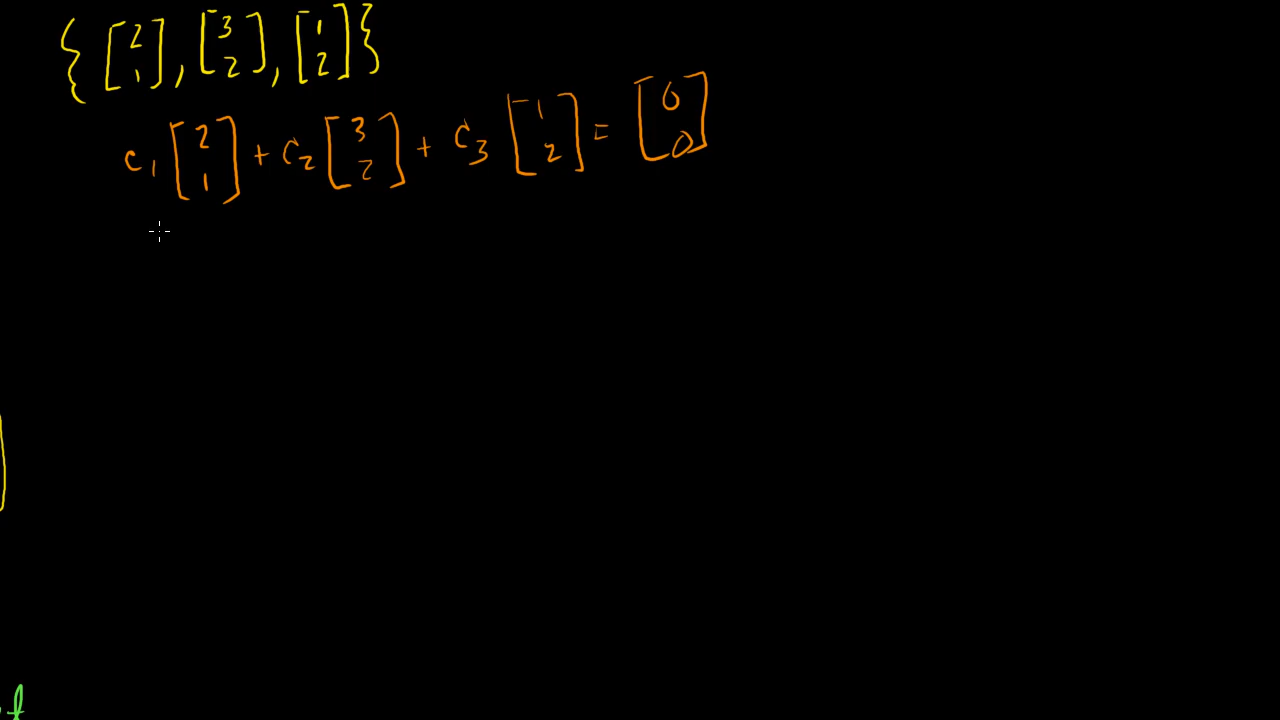 { [2 1], [3 2], [1 2] }
c₁ [2 1] + c₂ [3 2] + c₃ [1 2] = [0 0]